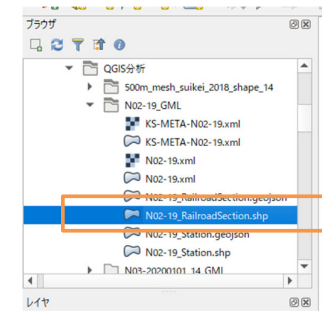 ブラウザ
QGIS分析
500m_mesh_suikei_2018_shape_14
N02-19_GML
KS-META-N02-19.xml
KS-META-N02-19.xml
N02-19.xml
N02-19.xml
N02-19_RailroadSection.geojson
N02-19_RailroadSection.shp
N02-19_Station.geojson
N02-19_Station.shp
N03-20200101_14_GML
レイヤ